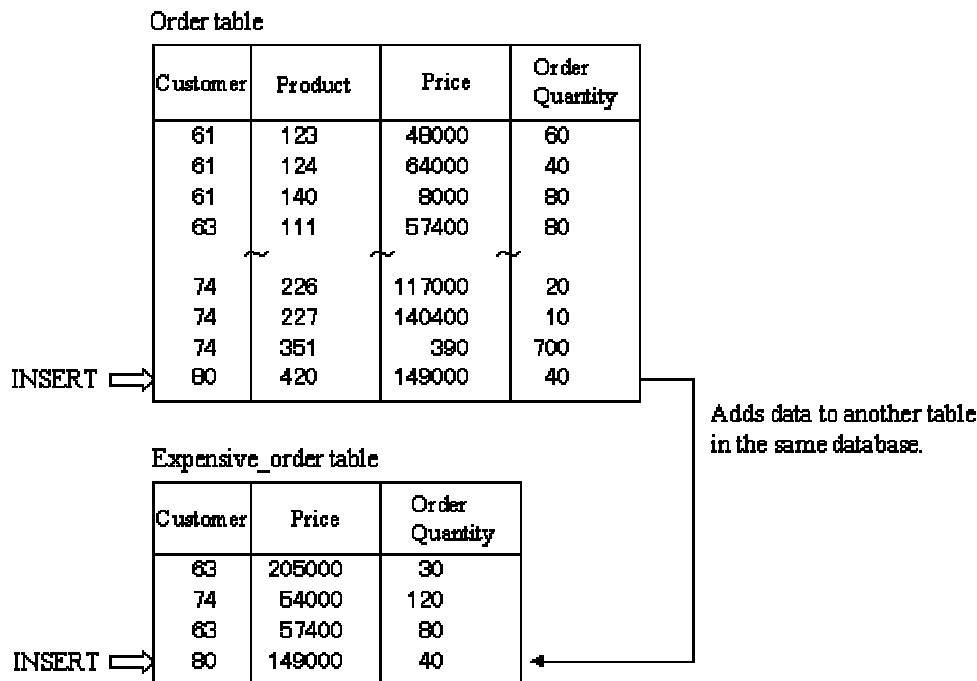 Order table
Customer Product Price Order Quantity
61 123 48000 60
61 124 64000 40
61 140 8000 80
63 111 57400 80
~ ~ ~
74 226 117000 20
74 227 140400 10
74 351 390 700
INSERT 80 420 149000 40
Adds data to another table
in the same database.
Expensive_order table
Customer Price Order Quantity
63 205000 30
74 54000 120
63 57400 80
INSERT 80 149000 40